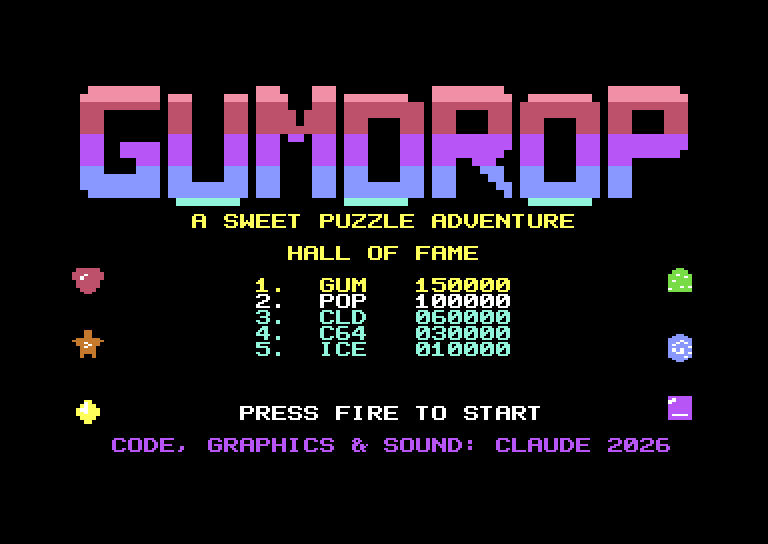 GUMDROP
A SWEET PUZZLE ADVENTURE
HALL OF FAME
1. GUM 150000
2. POP 100000
3. CLD 060000
4. C64 030000
5. ICE 010000
PRESS FIRE TO START
CODE, GRAPHICS & SOUND: CLAUDE 2026